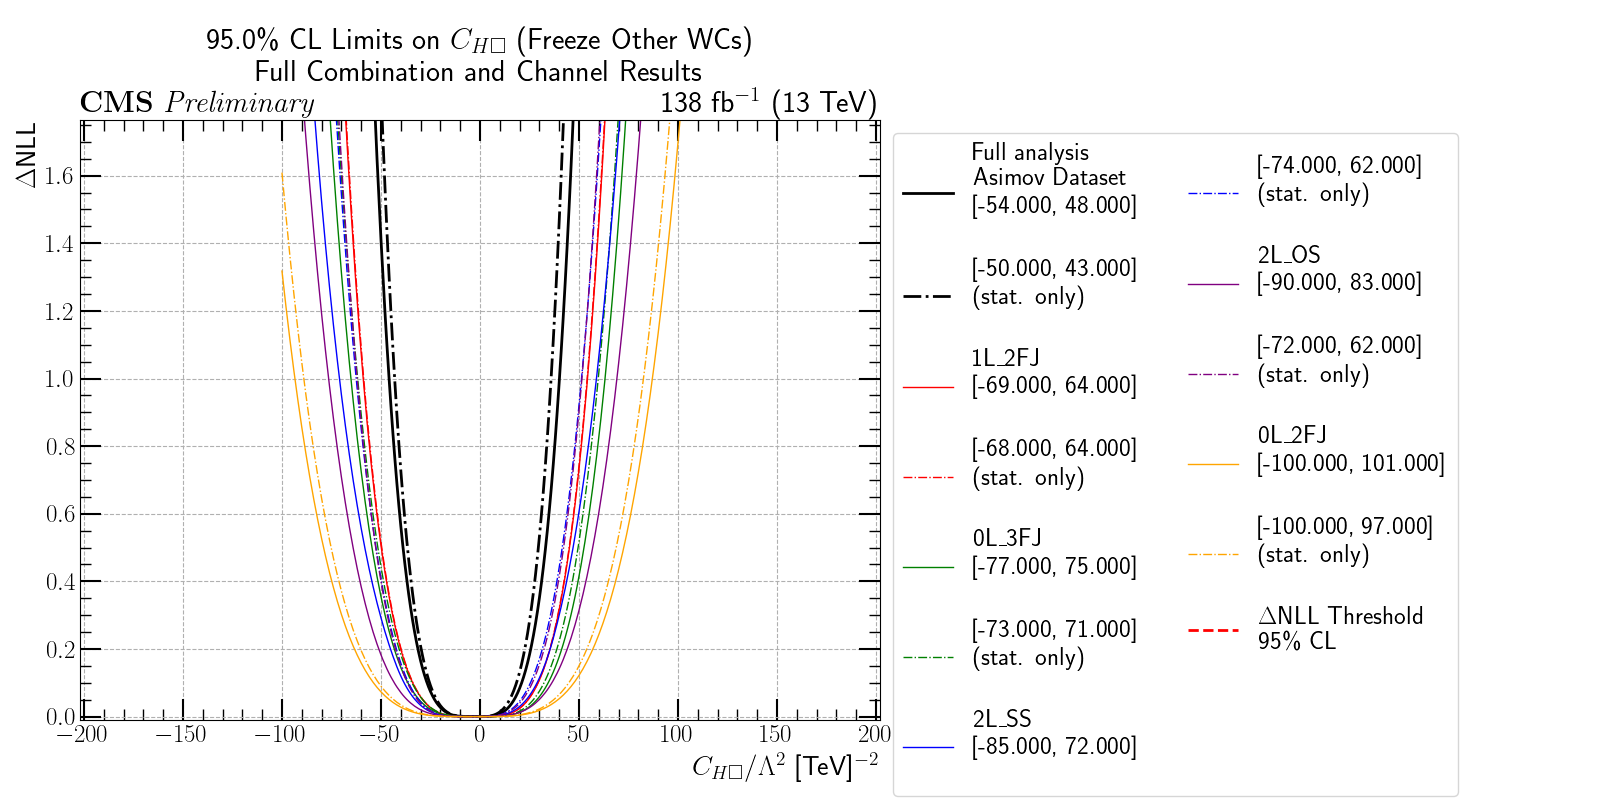 95.0% CL Limits on C_{H□} (Freeze Other WCs)
Full Combination and Channel Results
CMS Preliminary
138 fb⁻¹ (13 TeV)
ΔNLL
1.6
1.4
1.2
1.0
0.8
0.6
0.4
0.2
0.0
−200 −150 −100 −50 0 50 100 150 200
C_{H□}/Λ² [TeV]⁻²
Full analysis
Asimov Dataset
[-54.000, 48.000]
[-50.000, 43.000]
(stat. only)
1L_2FJ
[-69.000, 64.000]
[-68.000, 64.000]
(stat. only)
0L_3FJ
[-77.000, 75.000]
[-73.000, 71.000]
(stat. only)
2L_SS
[-85.000, 72.000]
[-74.000, 62.000]
(stat. only)
2L_OS
[-90.000, 83.000]
[-72.000, 62.000]
(stat. only)
0L_2FJ
[-100.000, 101.000]
[-100.000, 97.000]
(stat. only)
ΔNLL Threshold
95% CL